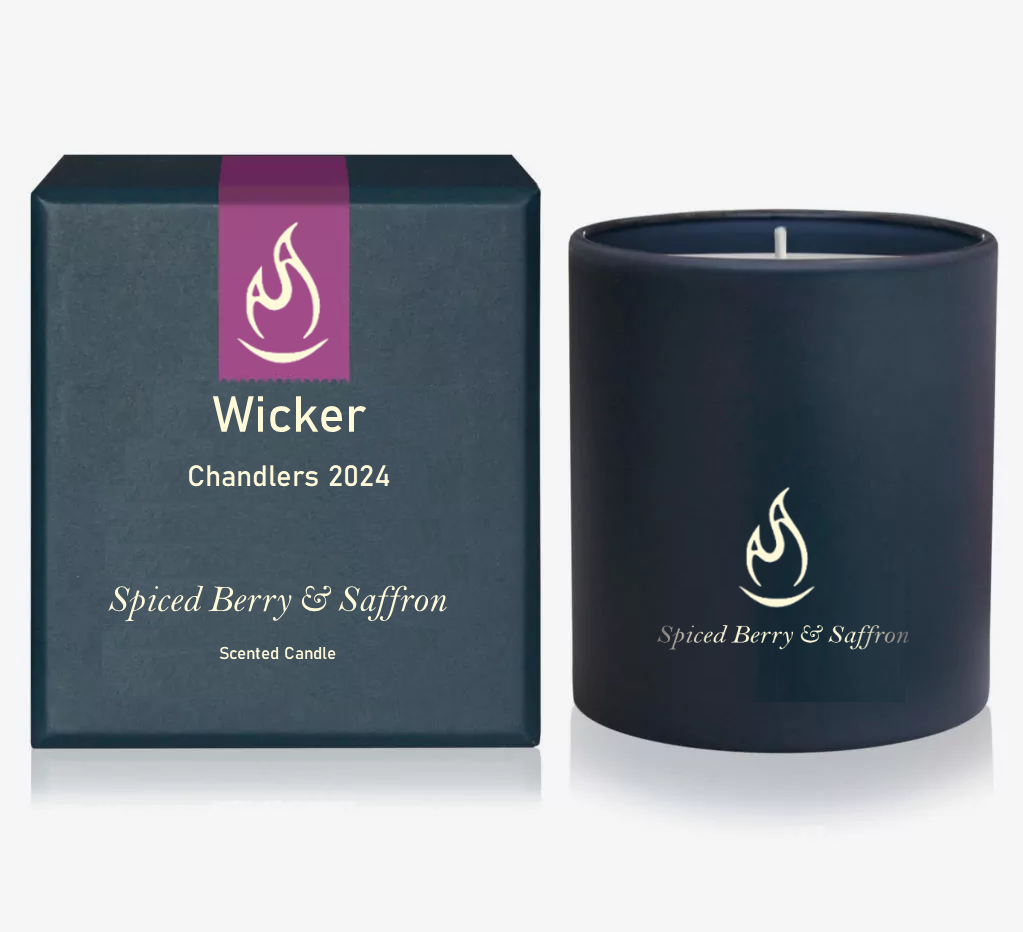 Wicker
Chandlers 2024
Spiced Berry & Saffron
Scented Candle
Spiced Berry & Saffron